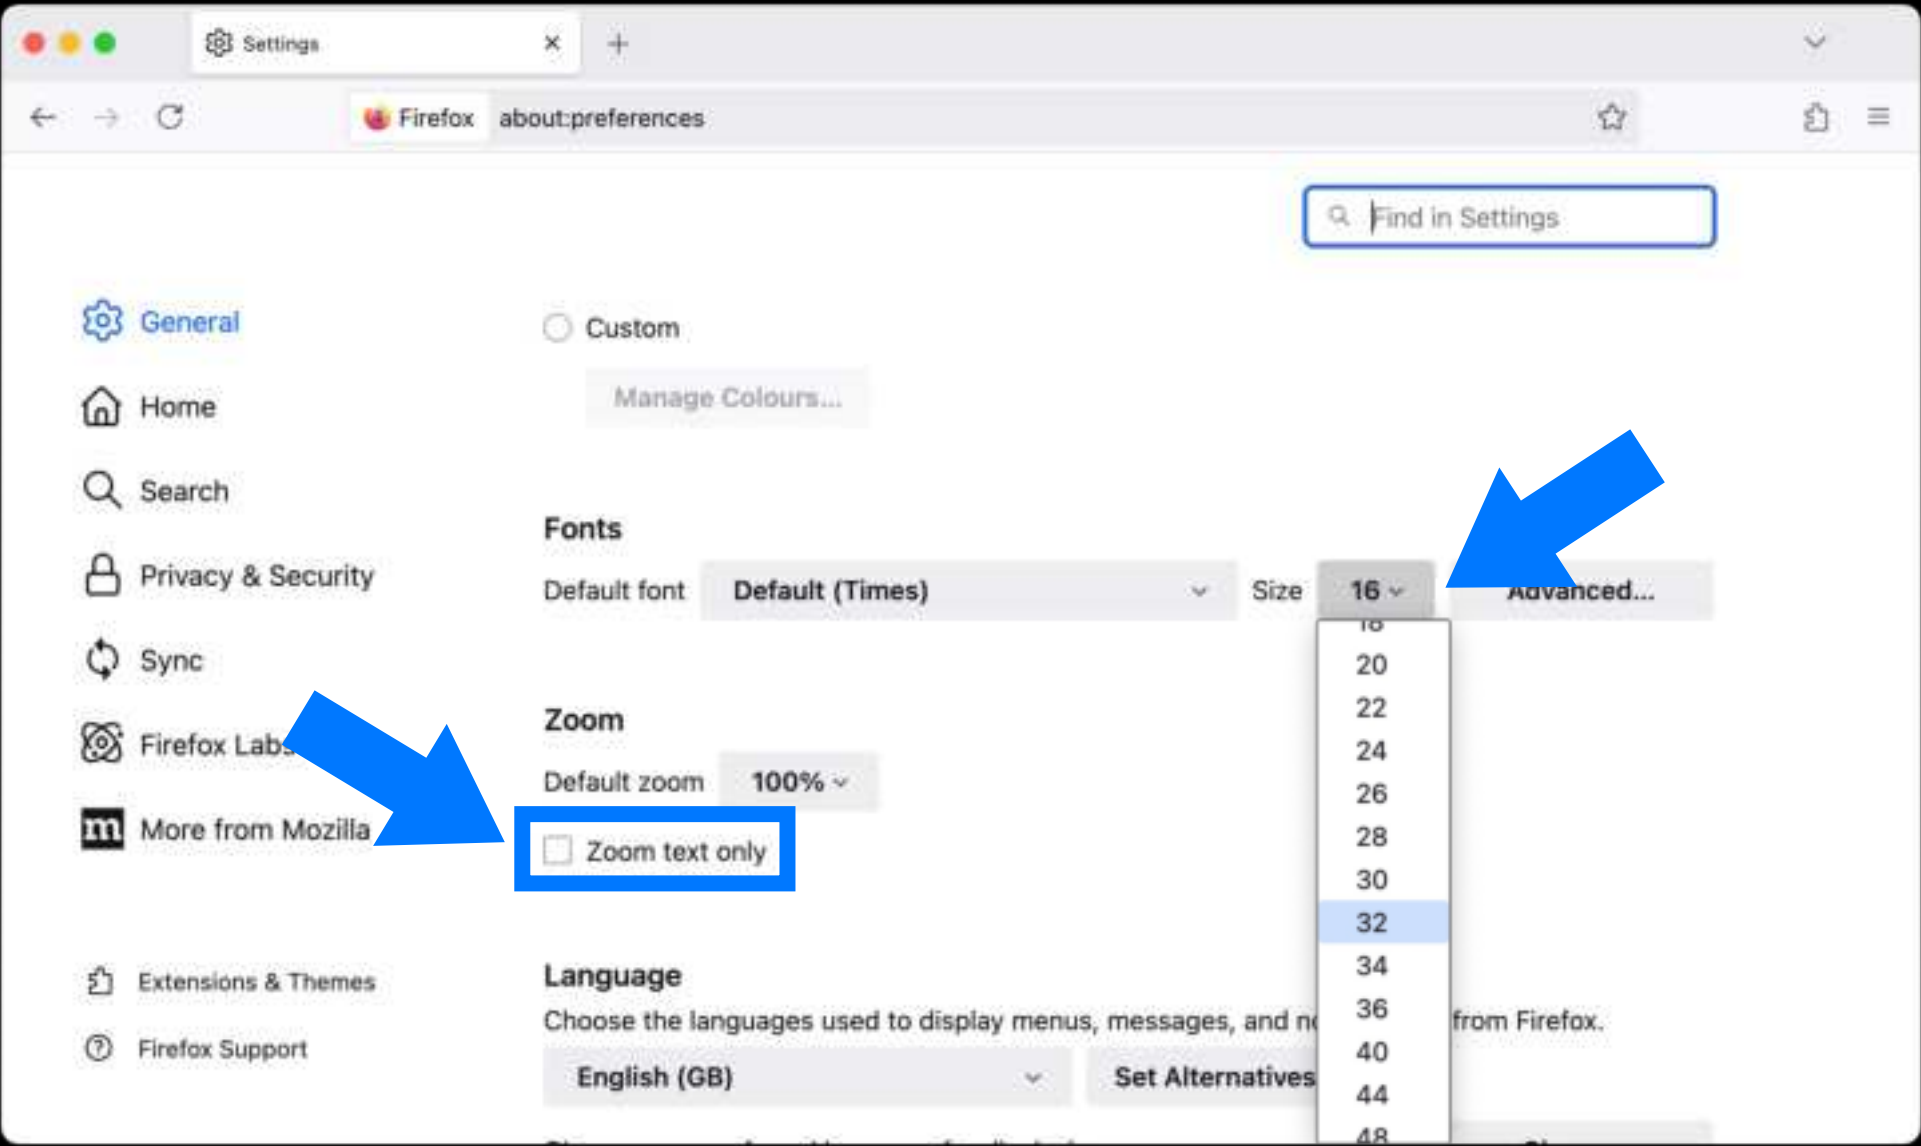 Settings
Firefox about:preferences
Find in Settings
General
Home
Search
Privacy & Security
Sync
Firefox Labs
More from Mozilla
Extensions & Themes
Firefox Support
Custom
Manage Colours...
Fonts
Default font Default (Times) Size 16 Advanced...
18
20
22
24
26
28
30
32
34
36
40
44
48
Zoom
Default zoom 100%
Zoom text only
Language
Choose the languages used to display menus, messages, and from Firefox.
English (GB) Set Alternatives